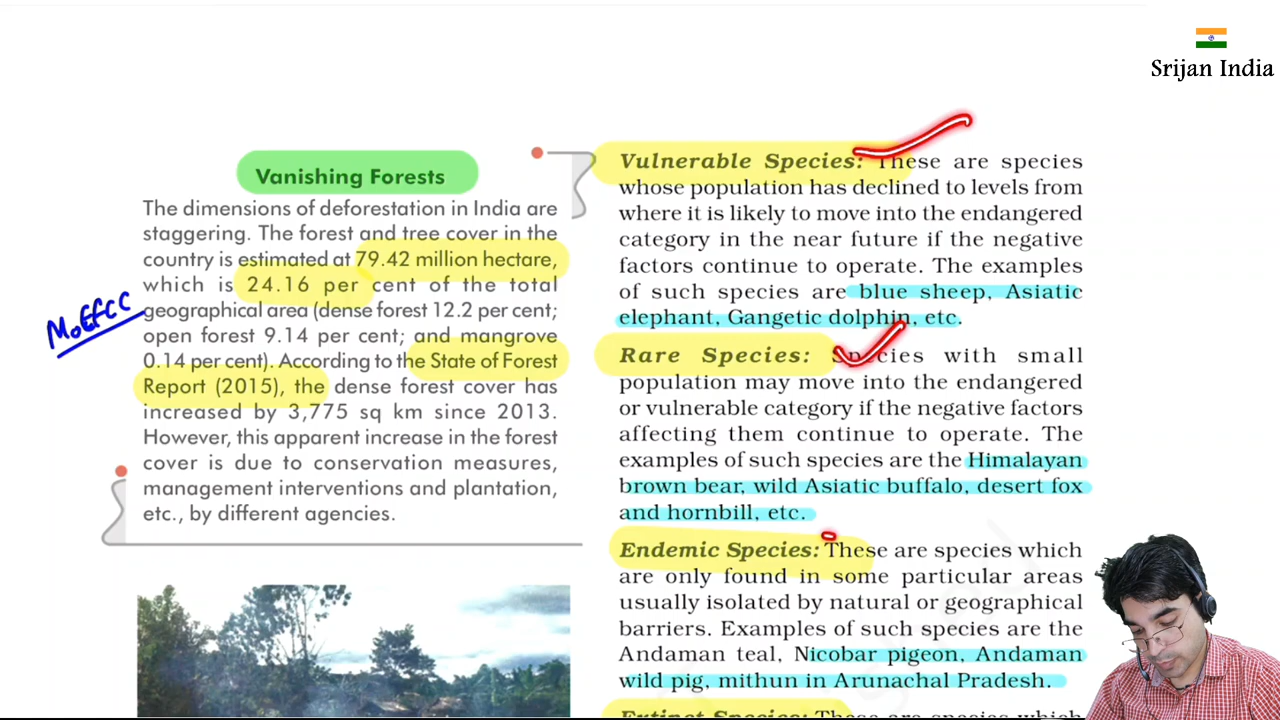 Srijan India
Vanishing Forests
The dimensions of deforestation in India are
staggering. The forest and tree cover in the
country is estimated at 79.42 million hectare,
which is 24.16 per cent of the total
geographical area (dense forest 12.2 per cent;
open forest 9.14 per cent; and mangrove
0.14 per cent). According to the State of Forest
Report (2015), the dense forest cover has
increased by 3,775 sq km since 2013.
However, this apparent increase in the forest
cover is due to conservation measures,
management interventions and plantation,
etc., by different agencies.
MoEfCC
Vulnerable Species: These are species
whose population has declined to levels from
where it is likely to move into the endangered
category in the near future if the negative
factors continue to operate. The examples
of such species are blue sheep, Asiatic
elephant, Gangetic dolphin, etc.
Rare Species: Species with small
population may move into the endangered
or vulnerable category if the negative factors
affecting them continue to operate. The
examples of such species are the Himalayan
brown bear, wild Asiatic buffalo, desert fox
and hornbill, etc.
Endemic Species: These are species which
are only found in some particular areas
usually isolated by natural or geographical
barriers. Examples of such species are the
Andaman teal, Nicobar pigeon, Andaman
wild pig, mithun in Arunachal Pradesh.
Extinct Species: These are species which